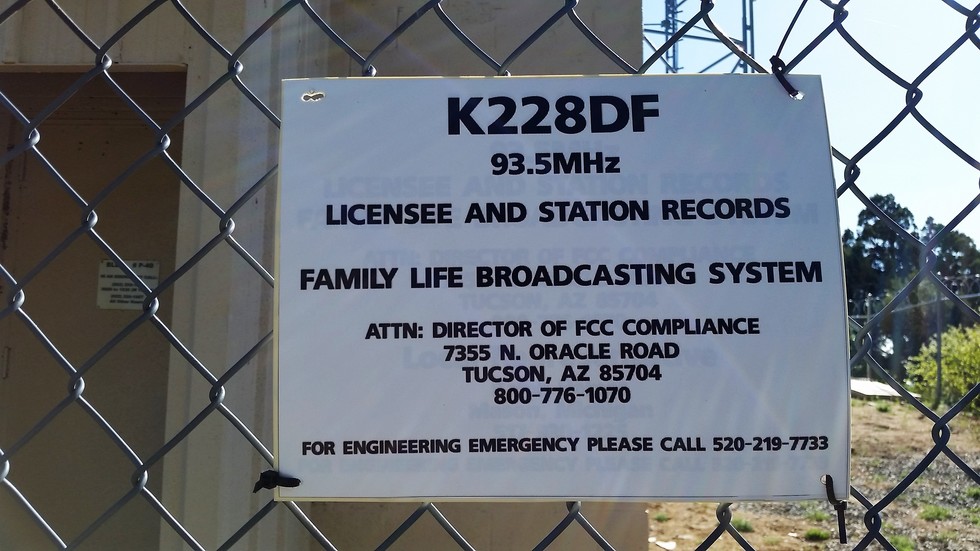 K228DF
93.5MHz
LICENSEE AND STATION RECORDS
FAMILY LIFE BROADCASTING SYSTEM
ATTN: DIRECTOR OF FCC COMPLIANCE
7355 N. ORACLE ROAD
TUCSON, AZ 85704
800-776-1070
FOR ENGINEERING EMERGENCY PLEASE CALL 520-219-7733